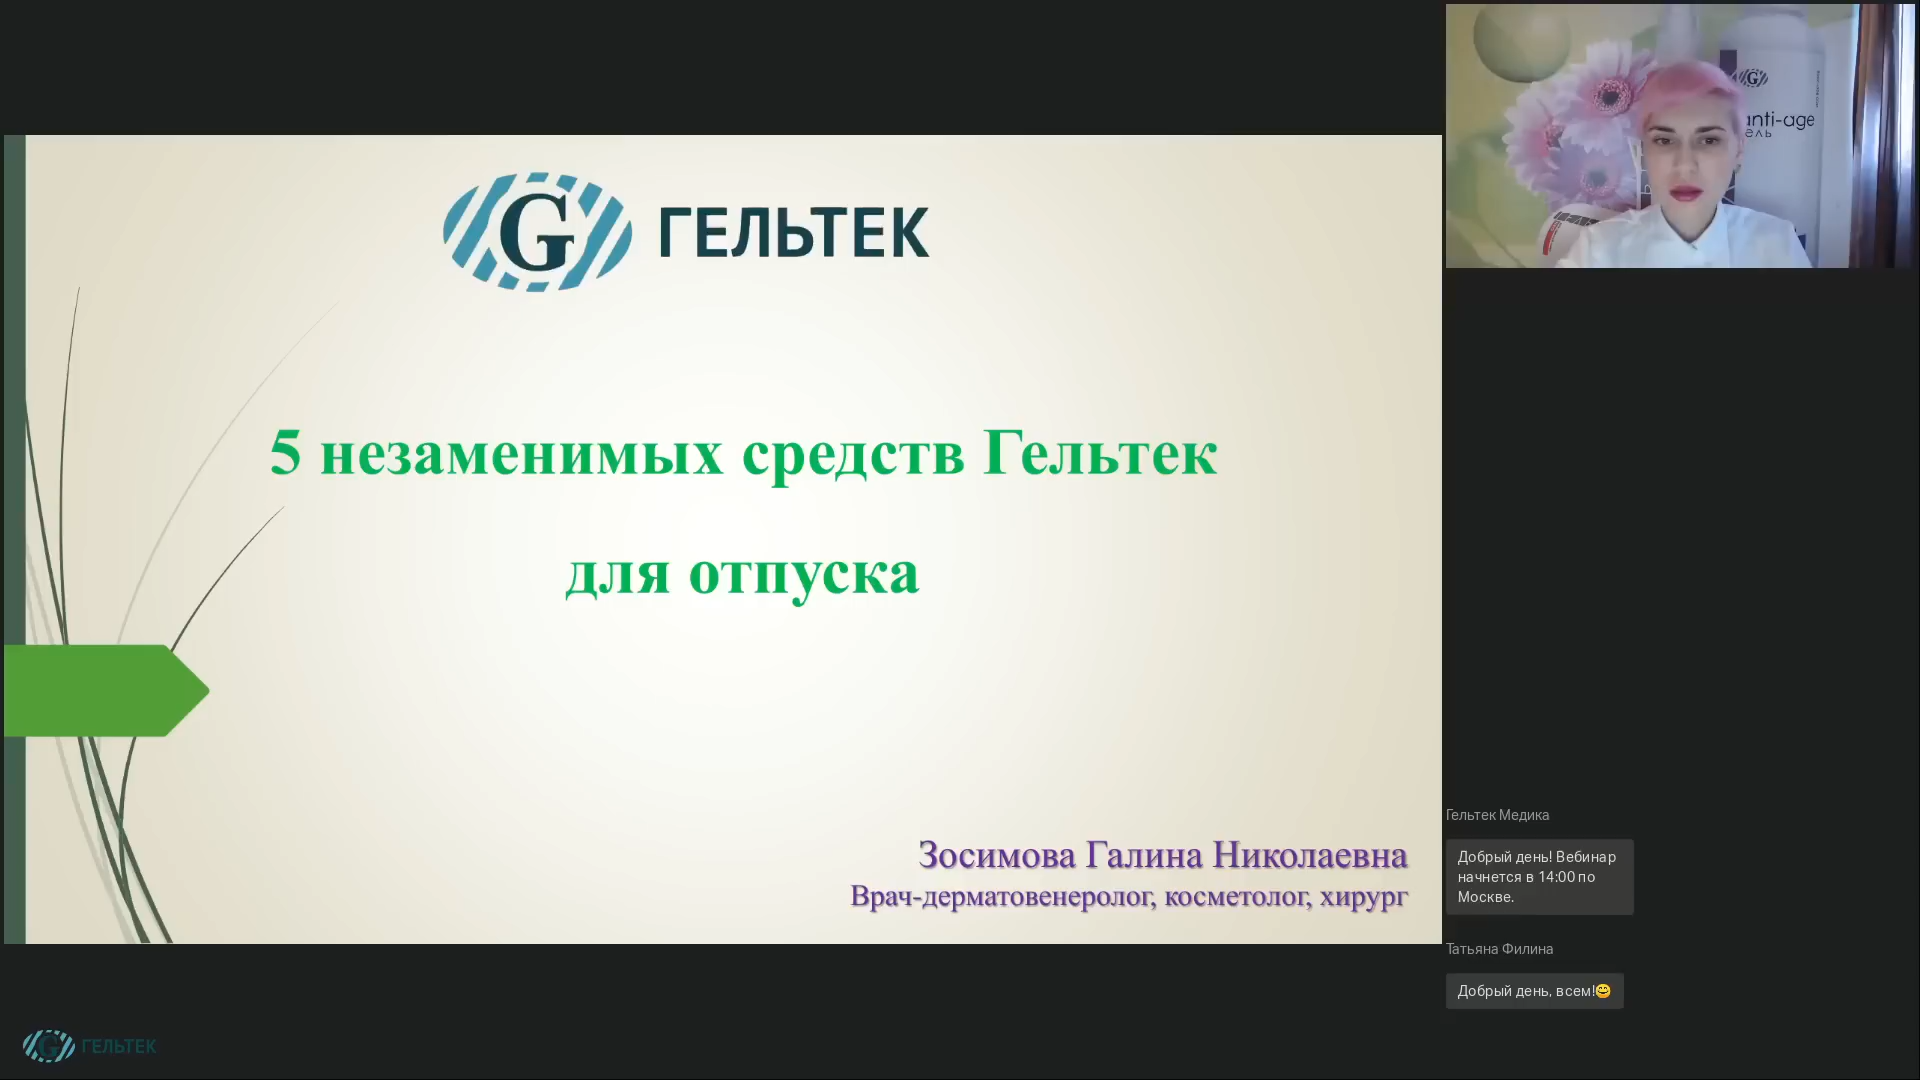 G ГЕЛЬТЕК
5 незаменимых средств Гельтек
для отпуска
Зосимова Галина Николаевна
Врач-дерматовенеролог, косметолог, хирург
G
anti-age
Гельтек Медика
Добрый день! Вебинар
начнется в 14:00 по
Москве.
Татьяна Филина
Добрый день, всем!😊
G ГЕЛЬТЕК